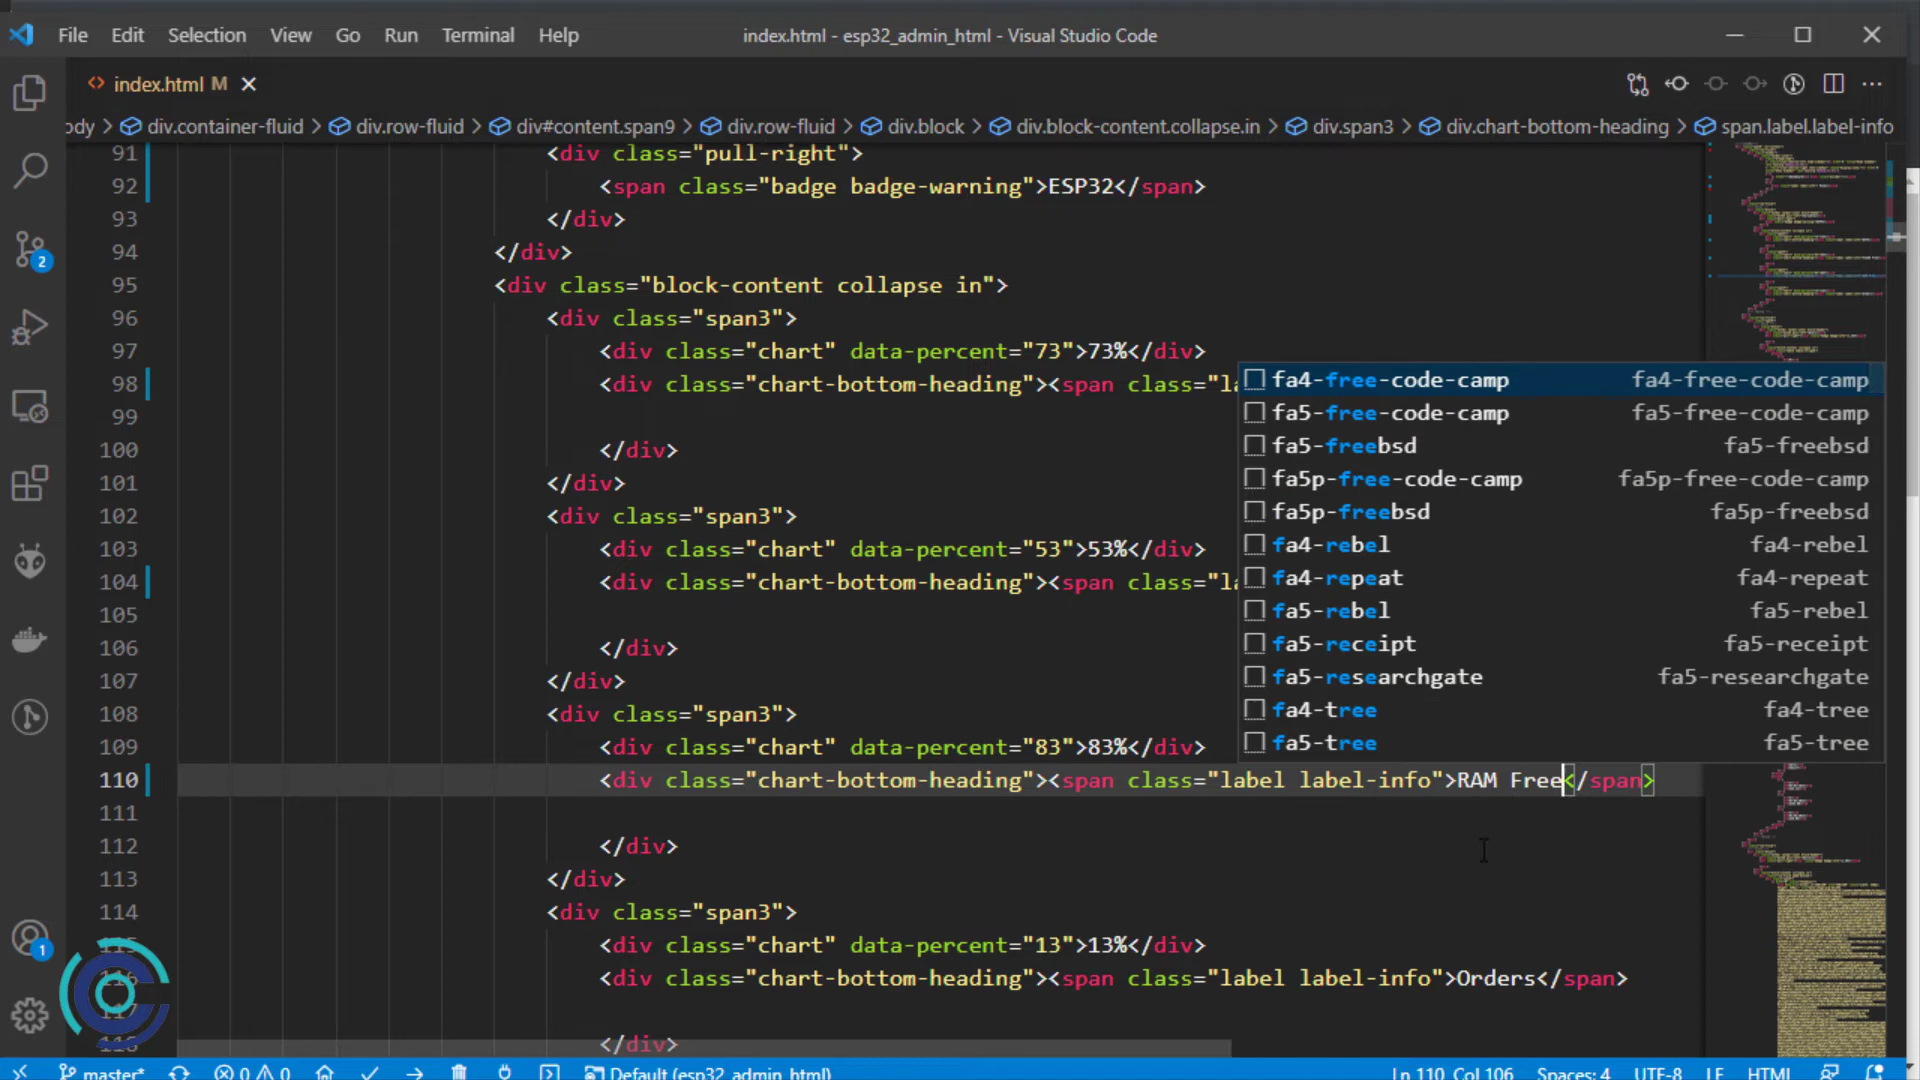 File Edit Selection View Go Run Terminal Help index.html - esp32_admin_html - Visual Studio Code
index.html M
ody > div.container-fluid > div.row-fluid > div#content.span9 > div.row-fluid > div.block > div.block-content.collapse.in > div.span3 > div.chart-bottom-heading > span.label.label-info
91 <div class="pull-right">
92 <span class="badge badge-warning">ESP32</span>
93 </div>
94 </div>
95 <div class="block-content collapse in">
96 <div class="span3">
97 <div class="chart" data-percent="73">73%</div>
98 <div class="chart-bottom-heading"><span class="la
99
100 </div>
101 </div>
102 <div class="span3">
103 <div class="chart" data-percent="53">53%</div>
104 <div class="chart-bottom-heading"><span class="la
105
106 </div>
107 </div>
108 <div class="span3">
109 <div class="chart" data-percent="83">83%</div>
110 <div class="chart-bottom-heading"><span class="label label-info">RAM Free</span>
111
112 </div>
113 </div>
114 <div class="span3">
115 <div class="chart" data-percent="13">13%</div>
116 <div class="chart-bottom-heading"><span class="label label-info">Orders</span>
117
118 </div>
fa4-free-code-camp fa4-free-code-camp
fa5-free-code-camp fa5-free-code-camp
fa5-freebsd fa5-freebsd
fa5p-free-code-camp fa5p-free-code-camp
fa5p-freebsd fa5p-freebsd
fa4-rebel fa4-rebel
fa4-repeat fa4-repeat
fa5-rebel fa5-rebel
fa5-receipt fa5-receipt
fa5-researchgate fa5-researchgate
fa4-tree fa4-tree
fa5-tree fa5-tree
2
1
master* 0 0 Default (esp32_admin_html) Ln 110, Col 106 Spaces: 4 UTF-8 LF HTML